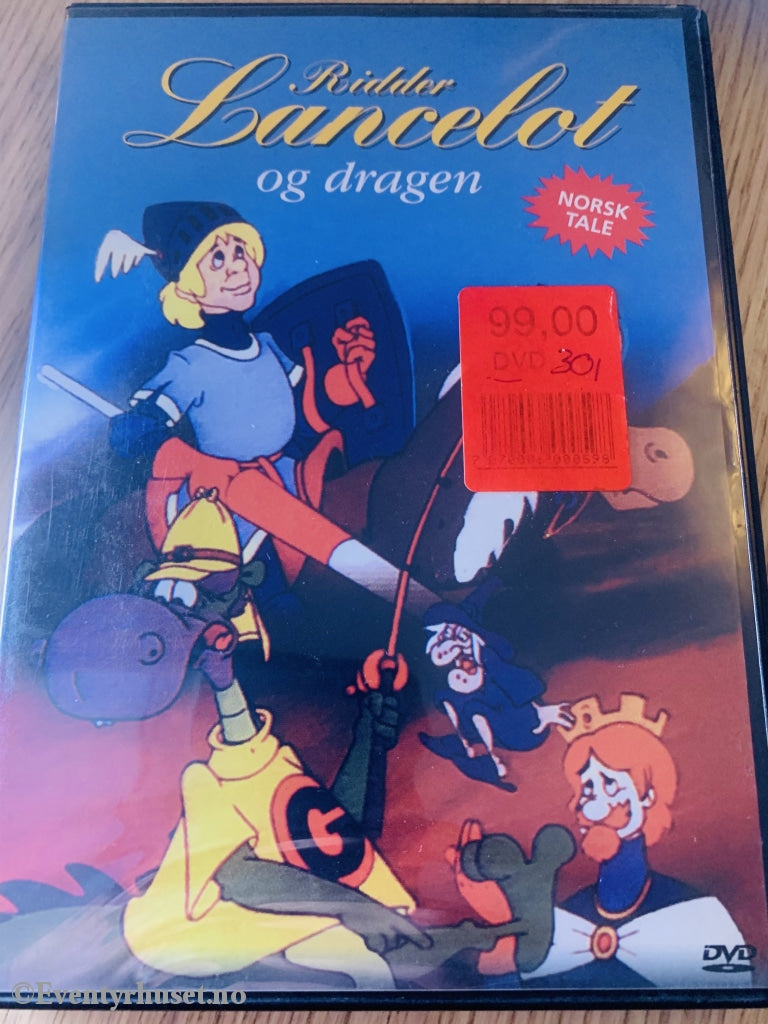 Ridder
Lancelot
og dragen
NORSK
TALE
99,00
DVD 301
G
DVD
©Eventyrhuset.no